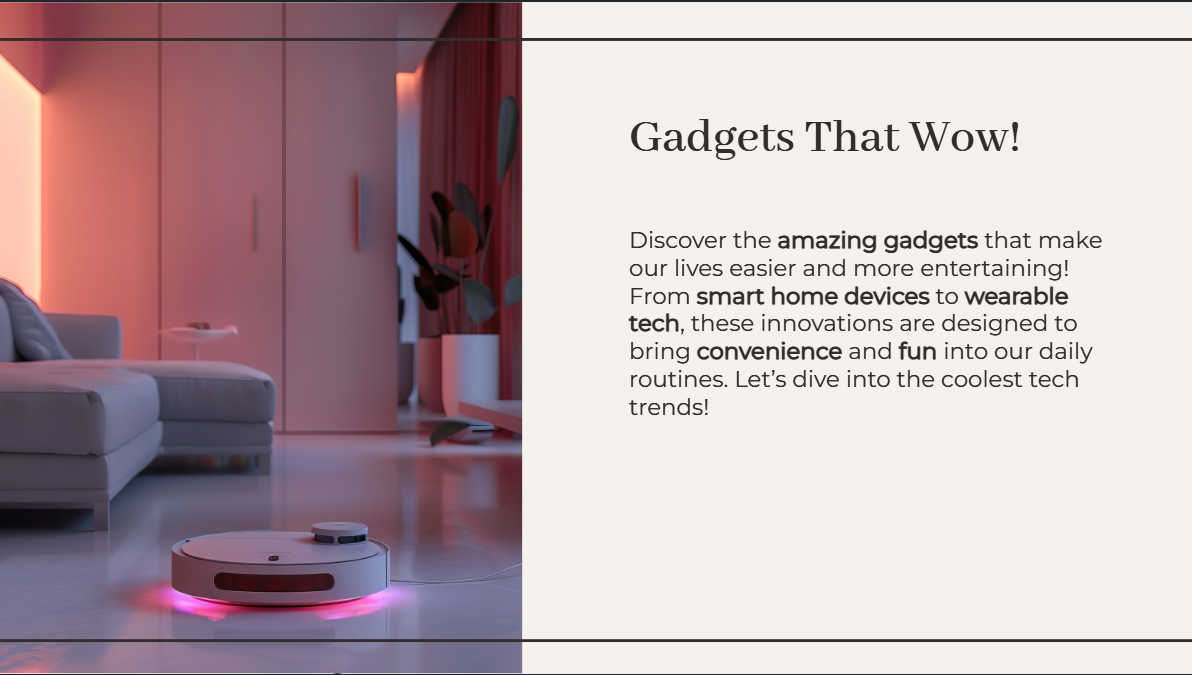 Gadgets That Wow!
Discover the amazing gadgets that make
our lives easier and more entertaining!
From smart home devices to wearable
tech, these innovations are designed to
bring convenience and fun into our daily
routines. Let’s dive into the coolest tech
trends!